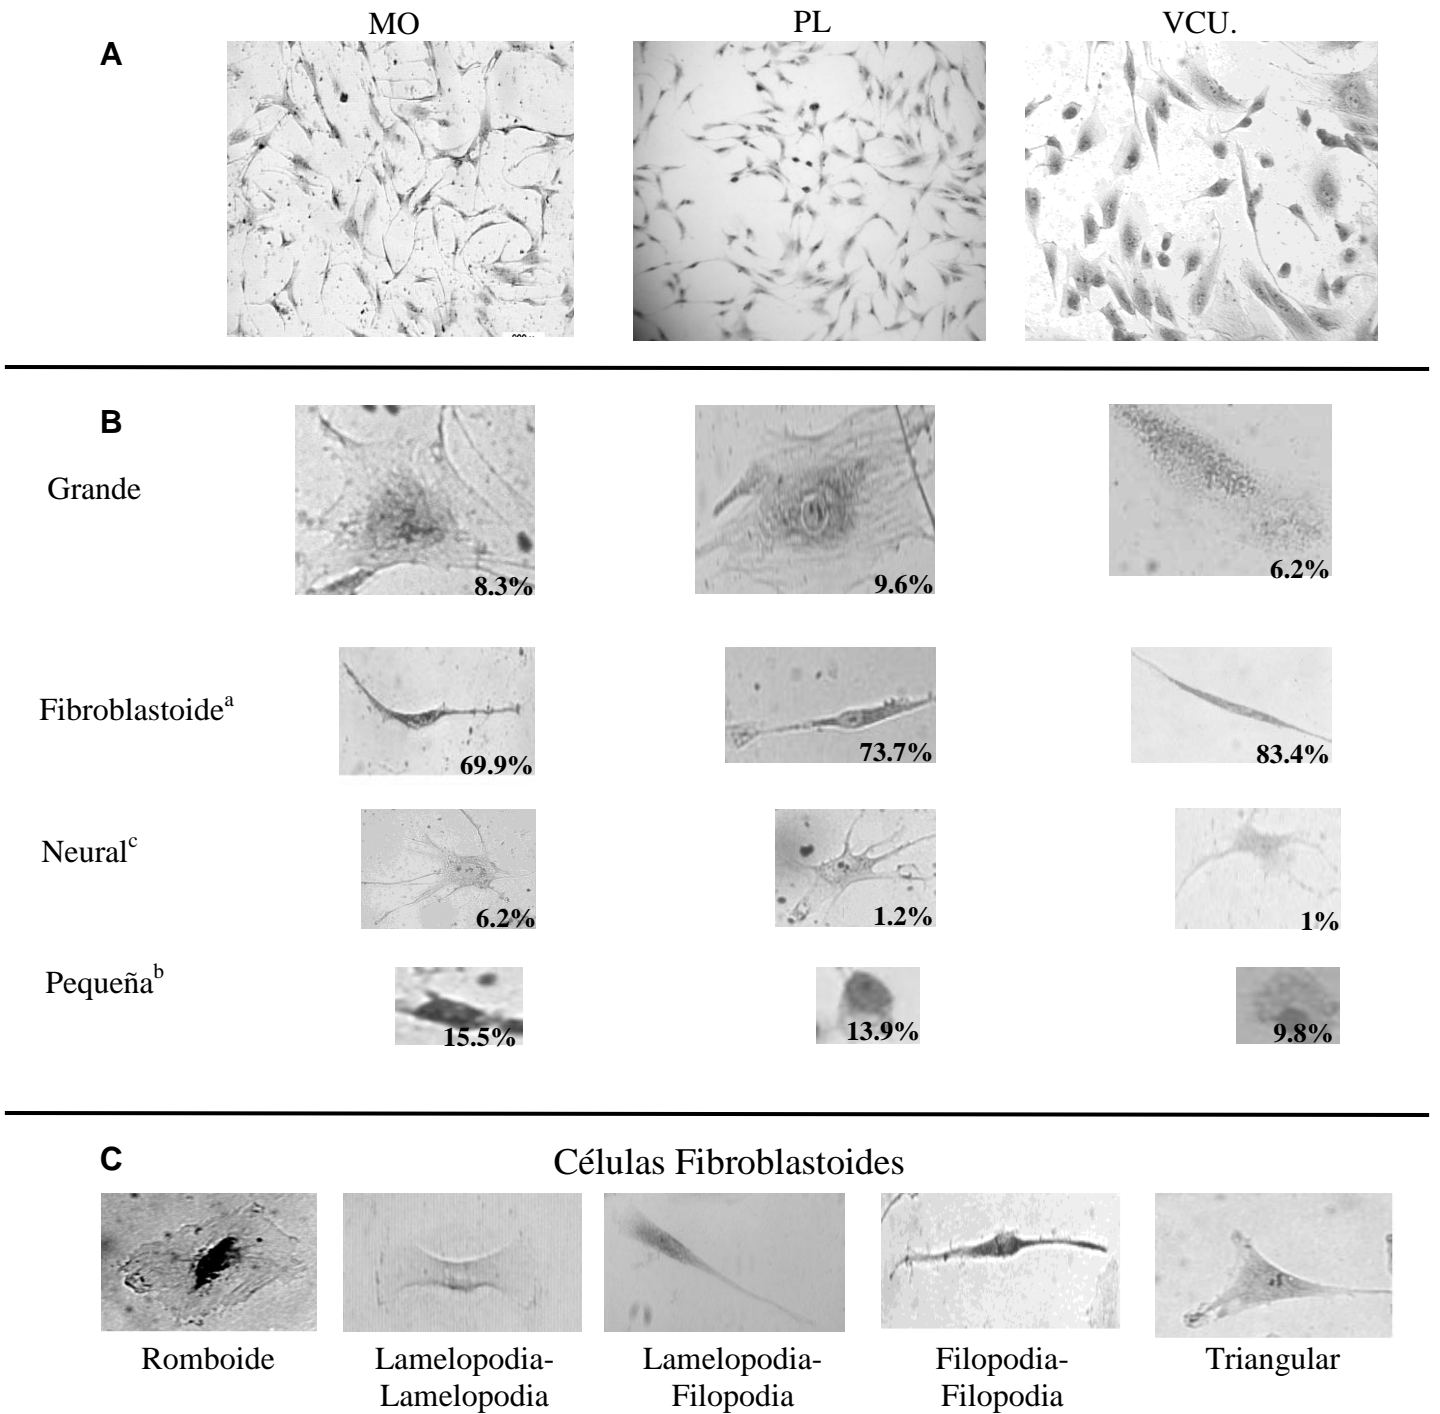 MO PL VCU.
A
B
Grande
8.3% 9.6% 6.2%
Fibroblastoideᵃ
69.9% 73.7% 83.4%
Neuralᶜ
6.2% 1.2% 1%
Pequeñaᵇ
15.5% 13.9% 9.8%
C Células Fibroblastoides
Romboide Lamelopodia- Lamelopodia- Filopodia- Triangular
Lamelopodia Filopodia Filopodia